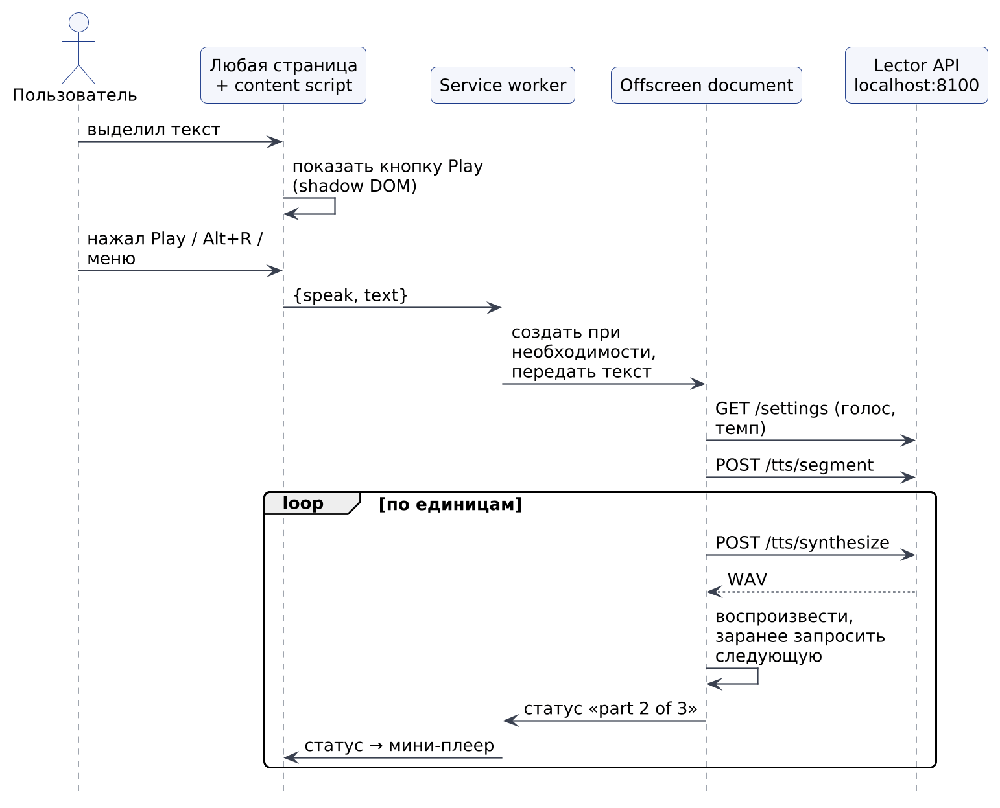 Пользователь
Любая страница
+ content script
Service worker
Offscreen document
Lector API
localhost:8100
выделил текст
показать кнопку Play
(shadow DOM)
нажал Play / Alt+R /
меню
{speak, text}
создать при
необходимости,
передать текст
GET /settings (голос,
темп)
POST /tts/segment
loop
[по единицам]
POST /tts/synthesize
WAV
воспроизвести,
заранее запросить
следующую
статус «part 2 of 3»
статус → мини-плеер